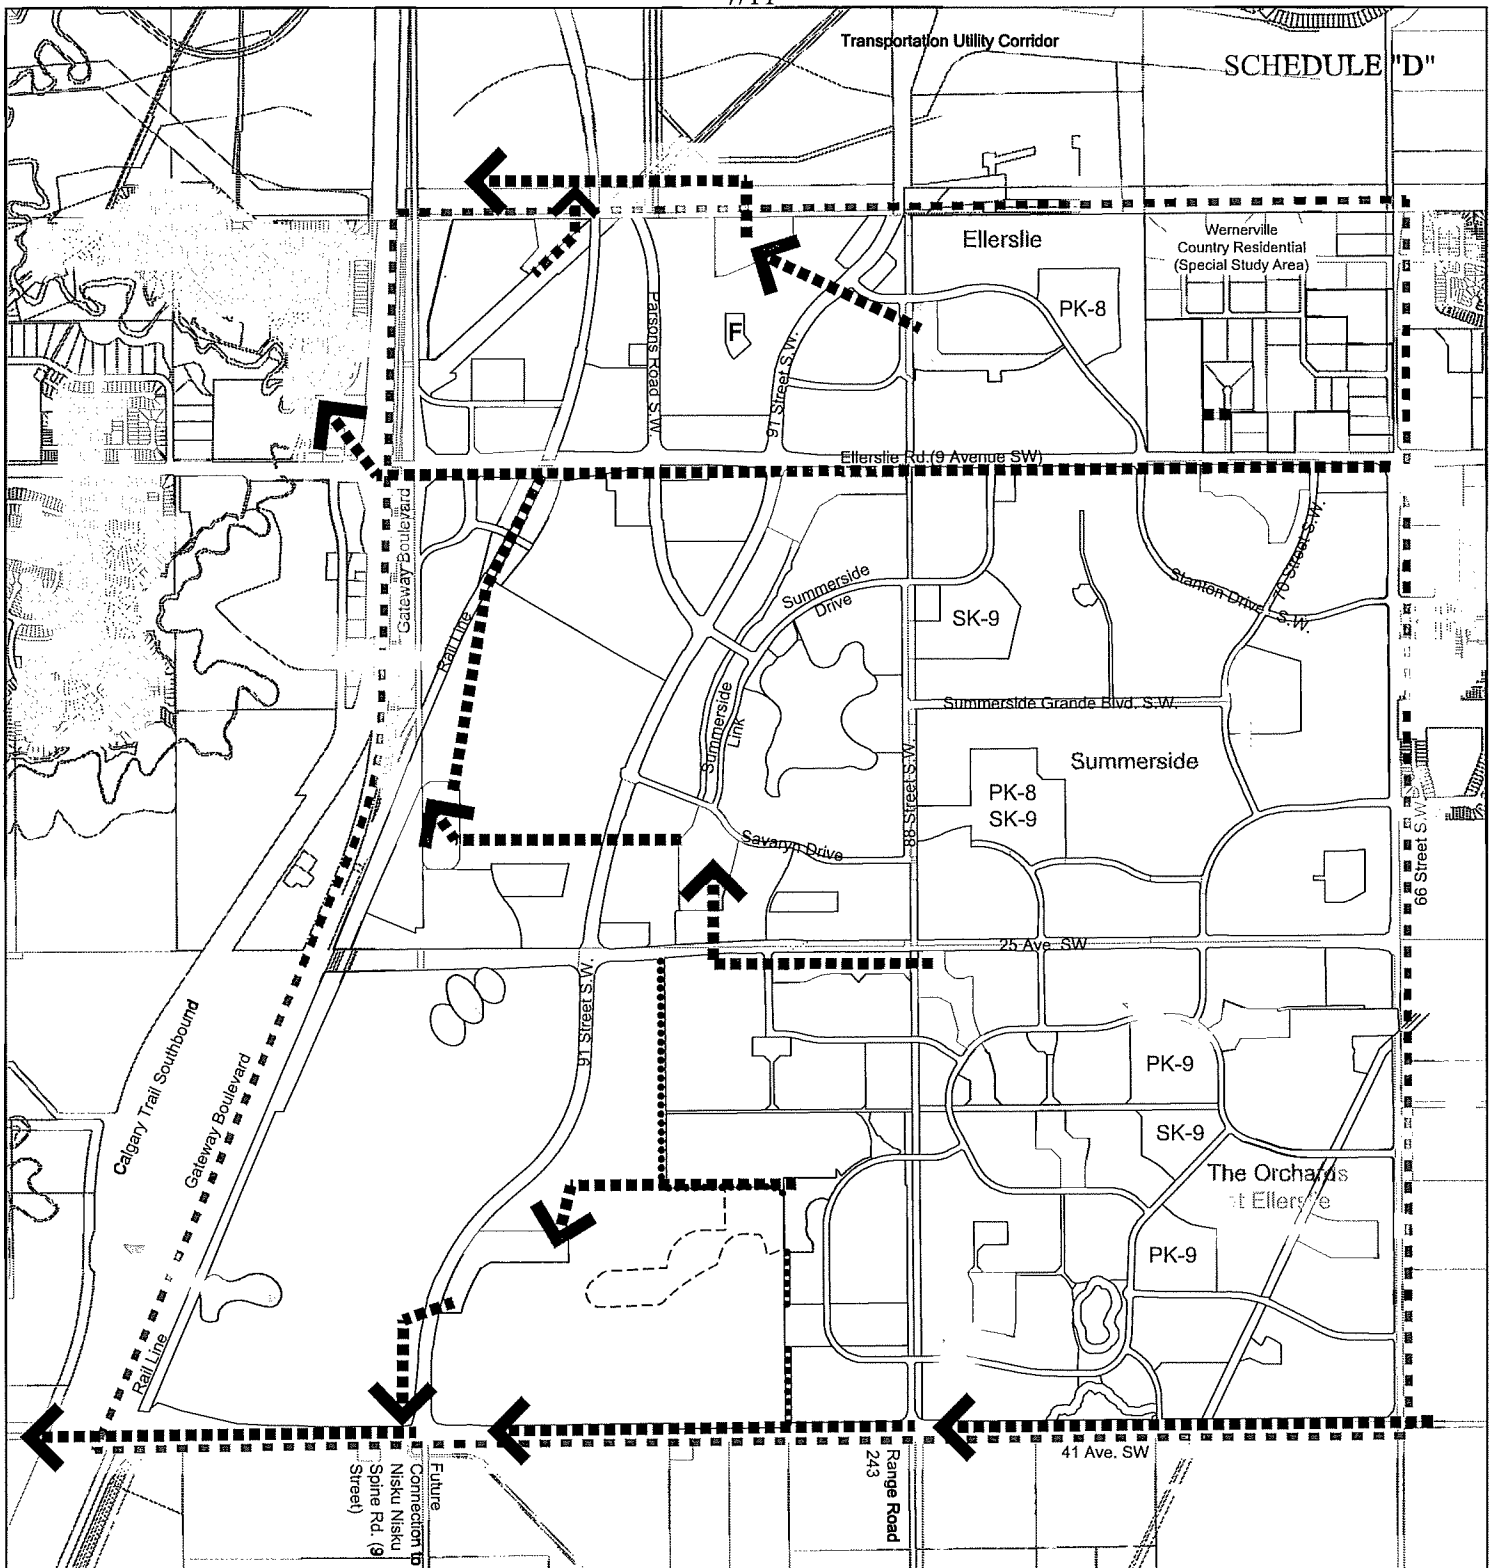 Transportation Utility Corridor
SCHEDULE "D"
Ellerslie
Wernerville
Country Residential
(Special Study Area)
PK-8
F
Parsons Road S.W.
91 Street S.W.
Ellerslie Rd.(9 Avenue SW)
Gateway Boulevard
Rail Line
Summerside
Drive
SK-9
Stanton Drive S.W.
70 Street S.W.
Summerside
Link
Summerside Grande Blvd. S.W.
Summerside
PK-8
SK-9
88 Street S.W.
66 Street S.W.
Savaryn Drive
25 Ave. SW
91 Street S.W.
Calgary Trail Southbound
Gateway Boulevard
PK-9
SK-9
The Orchards
PK-9
Rail Line
41 Ave. SW
Future
Connection to
Nisku Nisku
Spine Rd. (9
Street)
Range Road
243